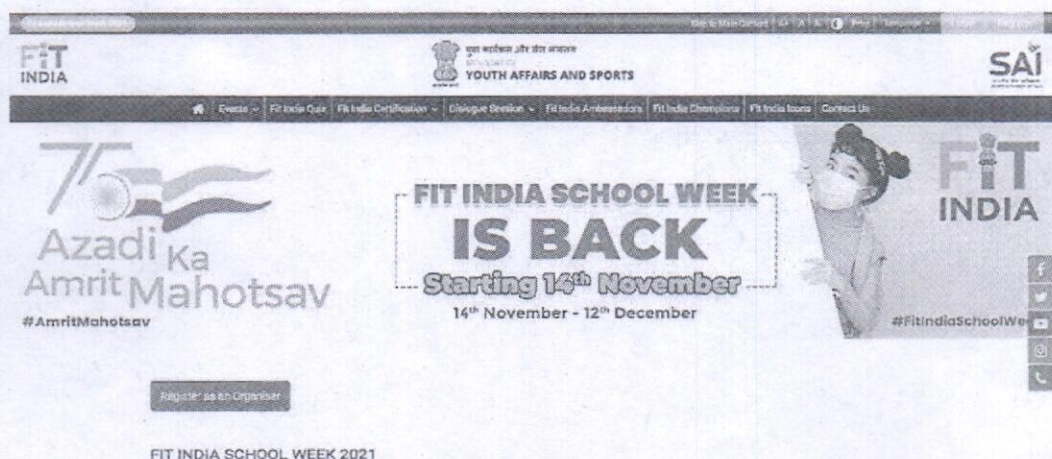 FIT
INDIA
YOUTH AFFAIRS AND SPORTS
SAI
Events
Fit India Quiz
Fit India Certification
Dialogue Session
Fit India Ambassadors
Fit India Champions
Fit India Icons
Contact Us
75
Azadi Ka
Amrit Mahotsav
#AmritMahotsav
FIT INDIA SCHOOL WEEK
IS BACK
Starting 14th November
14th November - 12th December
FIT
INDIA
#FitIndiaSchoolWee
Register as an Organiser
FIT INDIA SCHOOL WEEK 2021